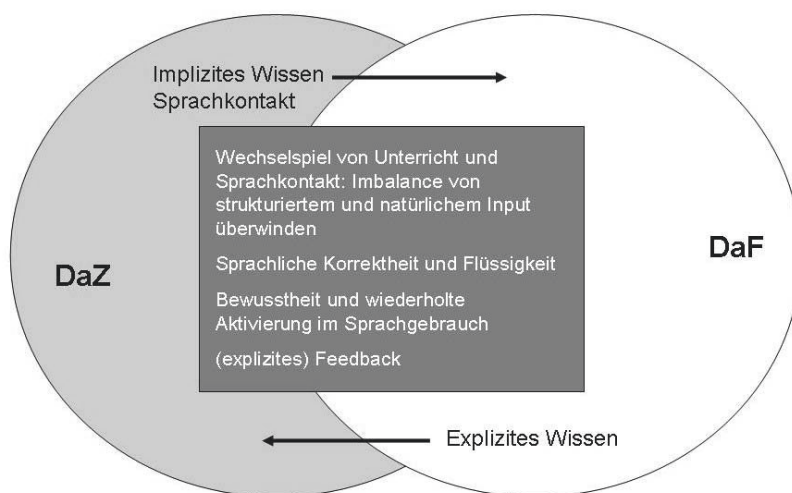 Implizites Wissen
Sprachkontakt
Wechselspiel von Unterricht und
Sprachkontakt: Imbalance von
strukturiertem und natürlichem Input
überwinden
Sprachliche Korrektheit und Flüssigkeit
Bewusstheit und wiederholte
Aktivierung im Sprachgebrauch
(explizites) Feedback
DaZ
DaF
Explizites Wissen